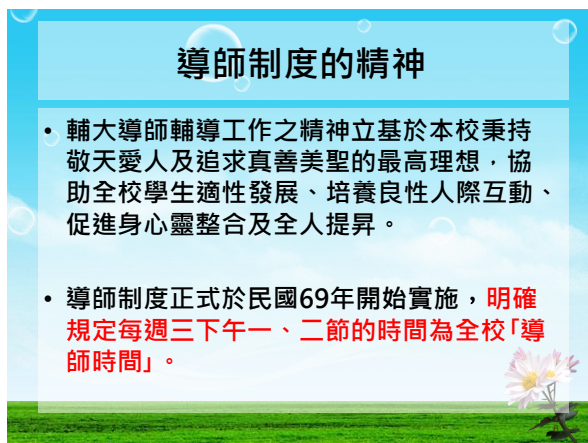 導師制度的精神
• 輔大導師輔導工作之精神立基於本校秉持
敬天愛人及追求真善美聖的最高理想，協
助全校學生適性發展、培養良性人際互動、
促進身心靈整合及全人提昇。
• 導師制度正式於民國69年開始實施，明確
規定每週三下午一、二節的時間為全校「導
師時間」。